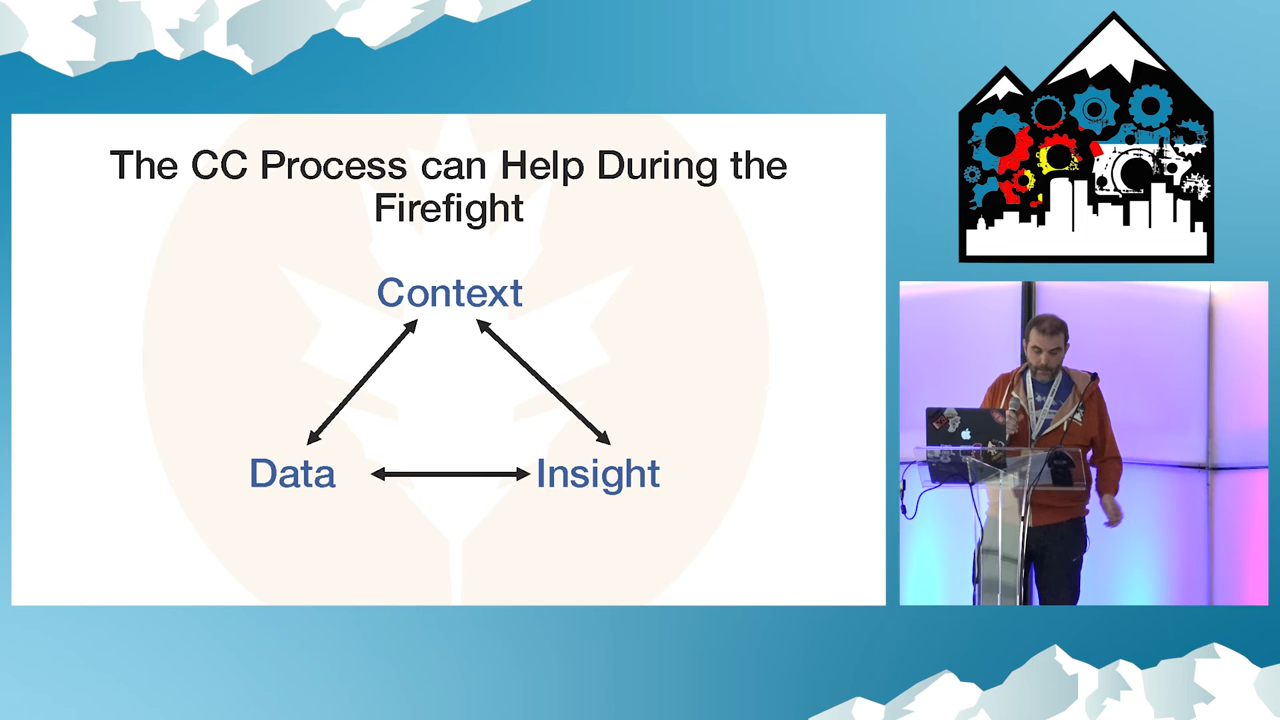 The CC Process can Help During the
Firefight
Context
Data
Insight